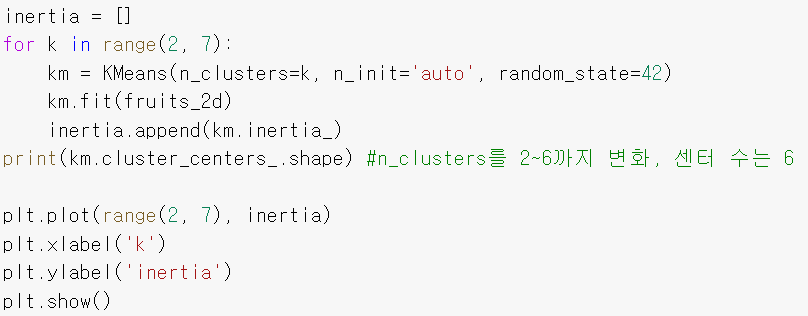 inertia = []
for k in range(2, 7):
    km = KMeans(n_clusters=k, n_init='auto', random_state=42)
    km.fit(fruits_2d)
    inertia.append(km.inertia_)
print(km.cluster_centers_.shape) #n_clusters를 2~6까지 변화, 센터 수는 6

plt.plot(range(2, 7), inertia)
plt.xlabel('k')
plt.ylabel('inertia')
plt.show()